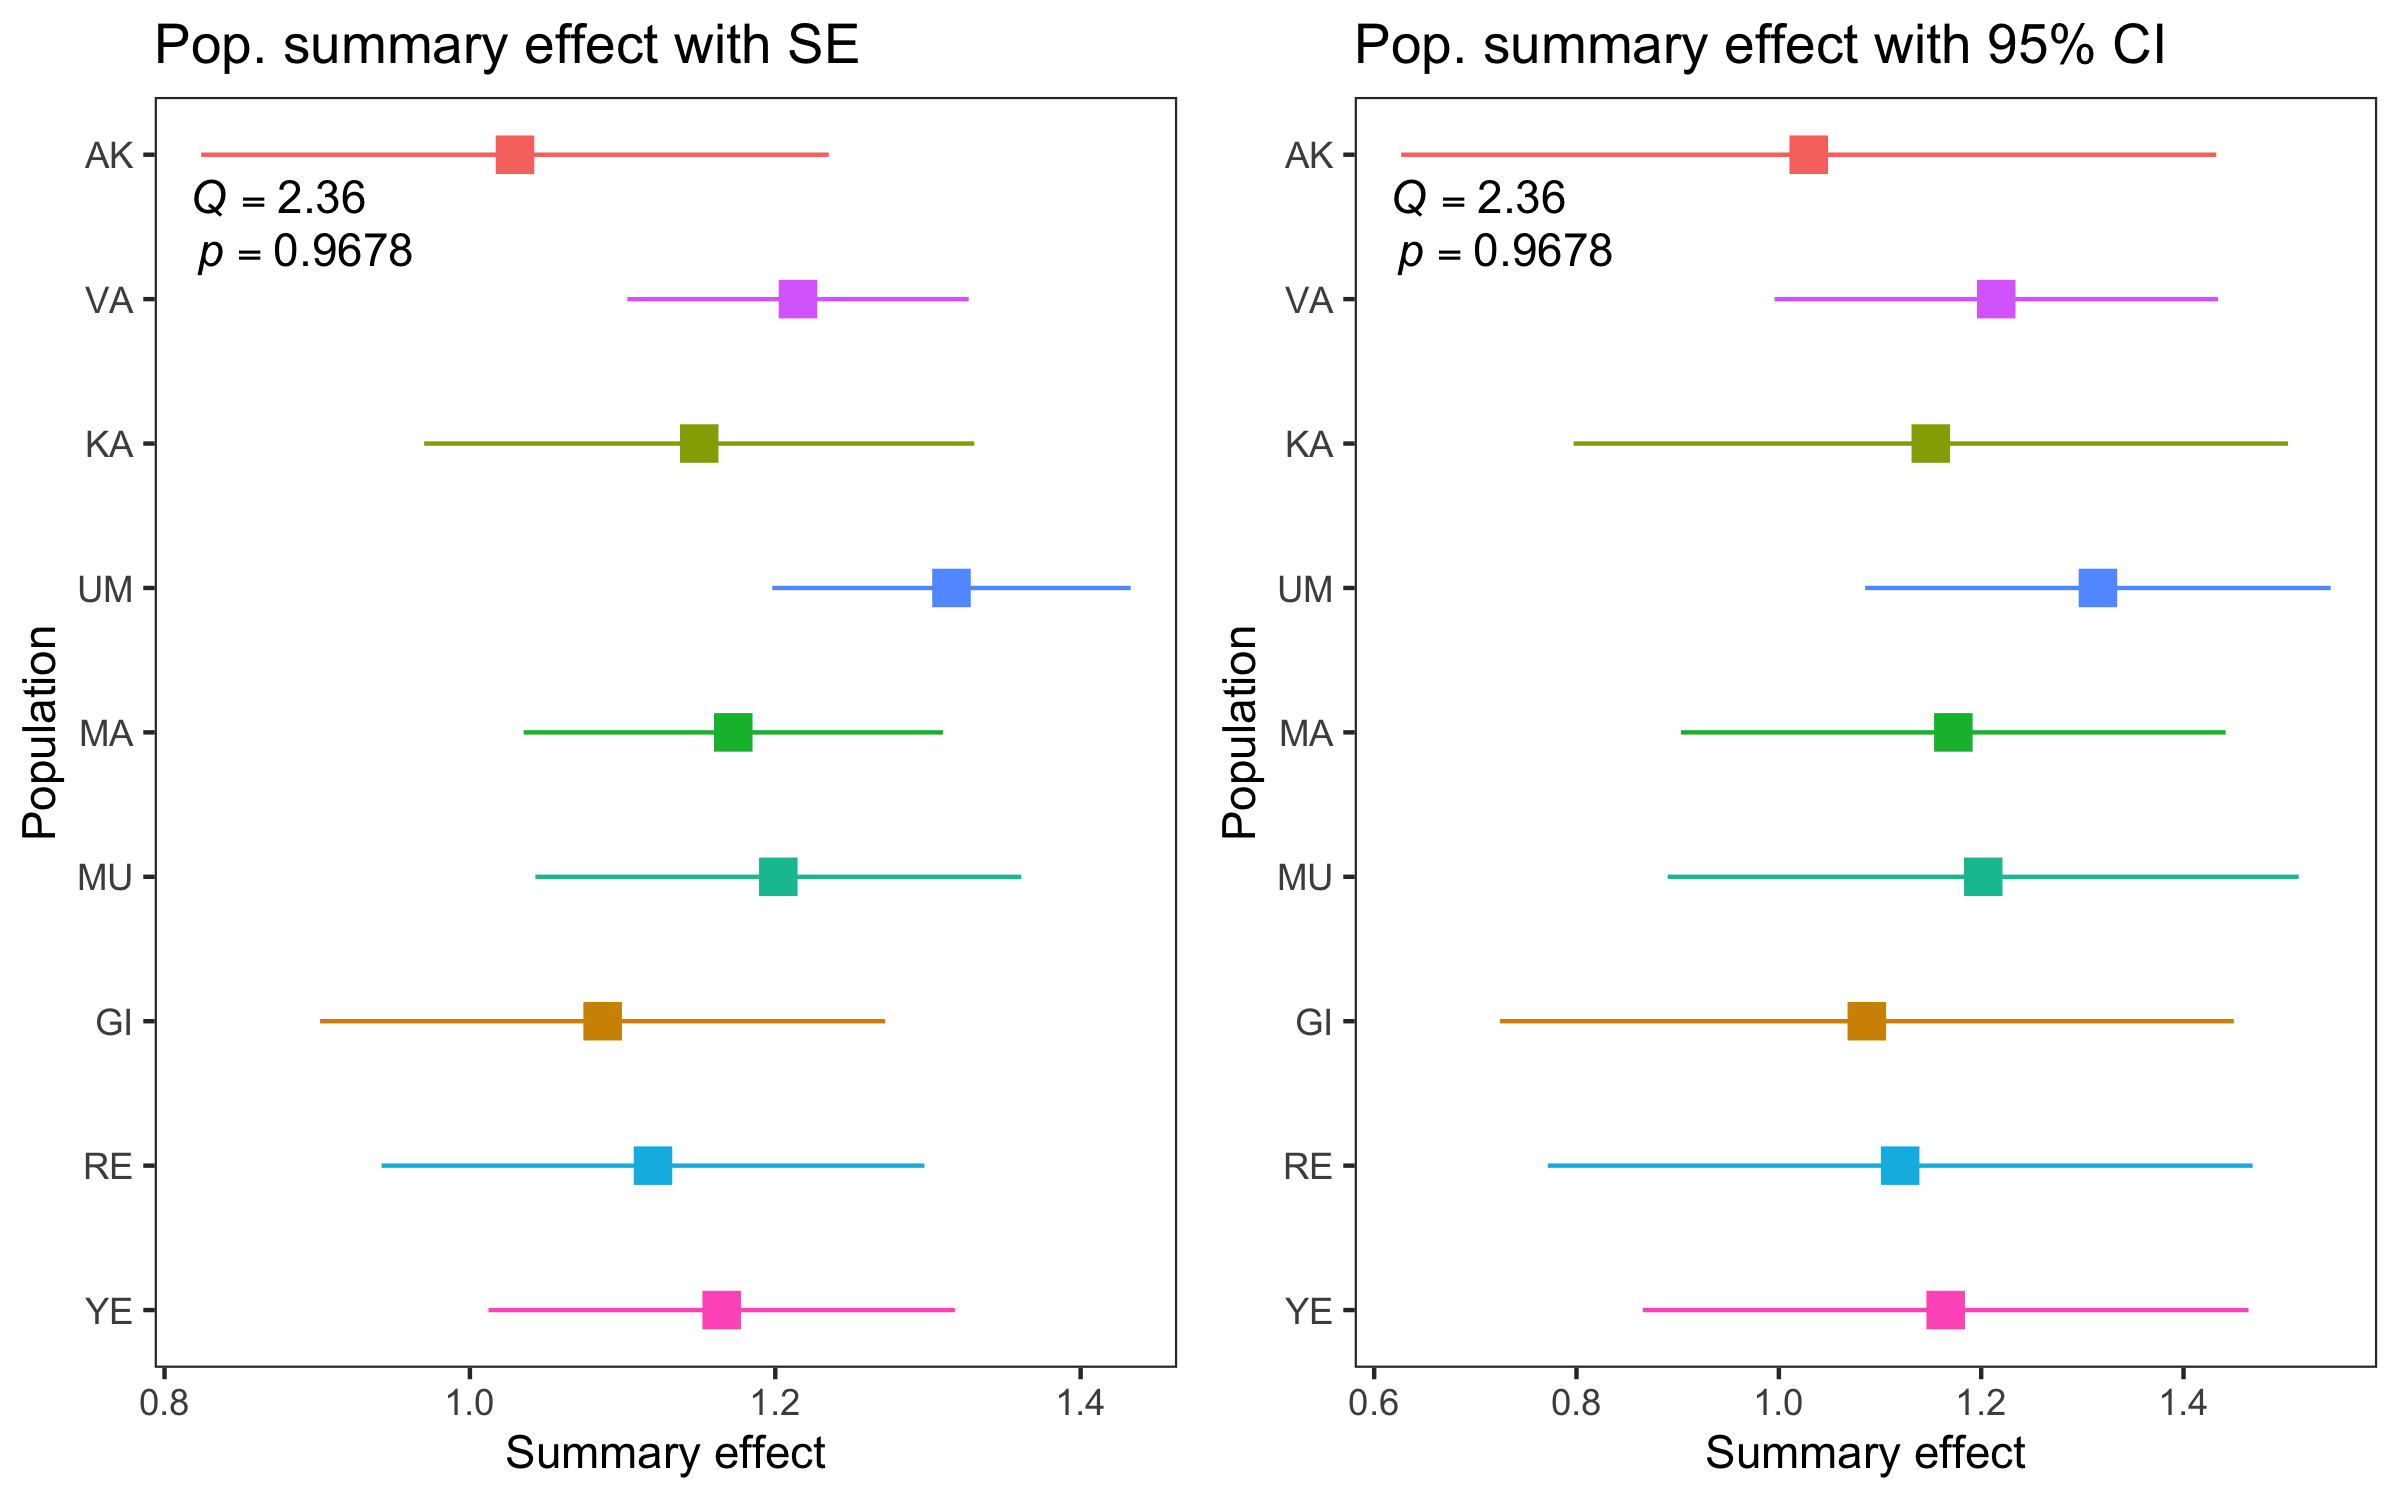 Pop. summary effect with SE
AK
Q = 2.36
p = 0.9678
VA
KA
UM
MA
MU
GI
RE
YE
Population
0.8 1.0 1.2 1.4
Summary effect
Pop. summary effect with 95% CI
AK
Q = 2.36
p = 0.9678
VA
KA
UM
MA
MU
GI
RE
YE
Population
0.6 0.8 1.0 1.2 1.4
Summary effect